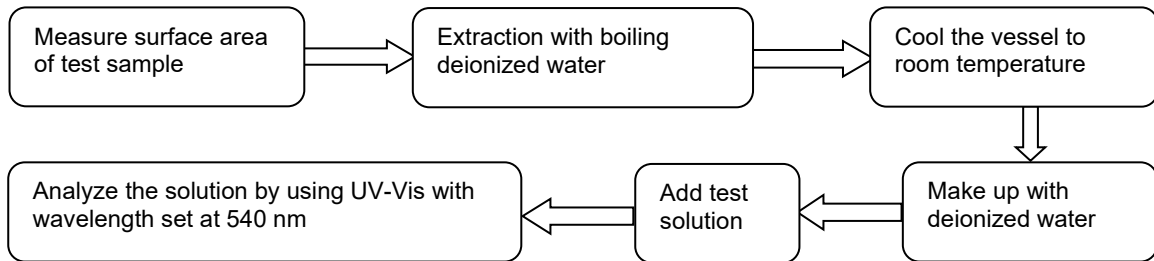 Measure surface area
of test sample
Extraction with boiling
deionized water
Cool the vessel to
room temperature
Make up with
deionized water
Add test
solution
Analyze the solution by using UV-Vis with
wavelength set at 540 nm